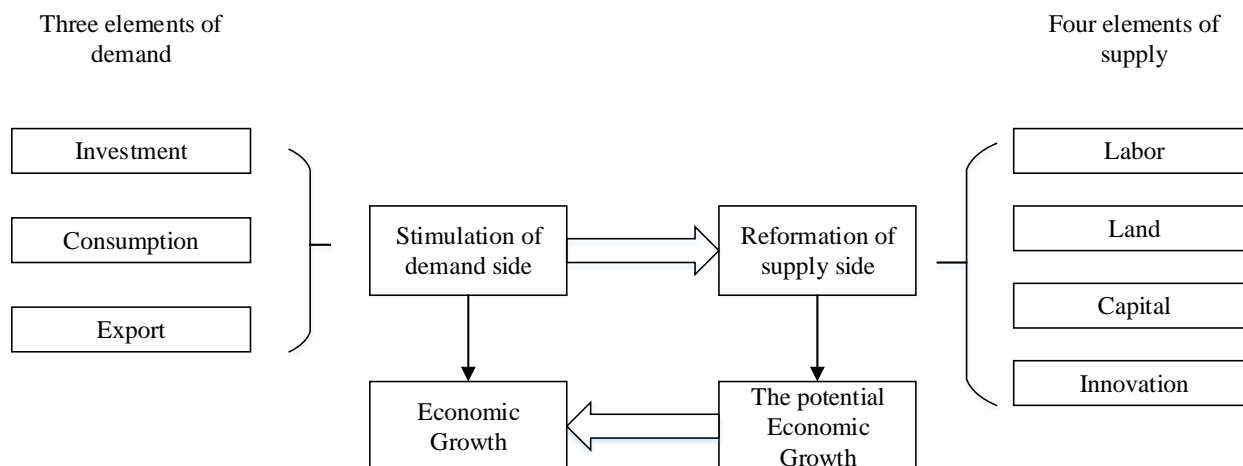 Three elements of
demand
Four elements of
supply
Investment
Consumption
Export
Stimulation of
demand side
Reformation of
supply side
Labor
Land
Capital
Innovation
Economic
Growth
The potential
Economic
Growth